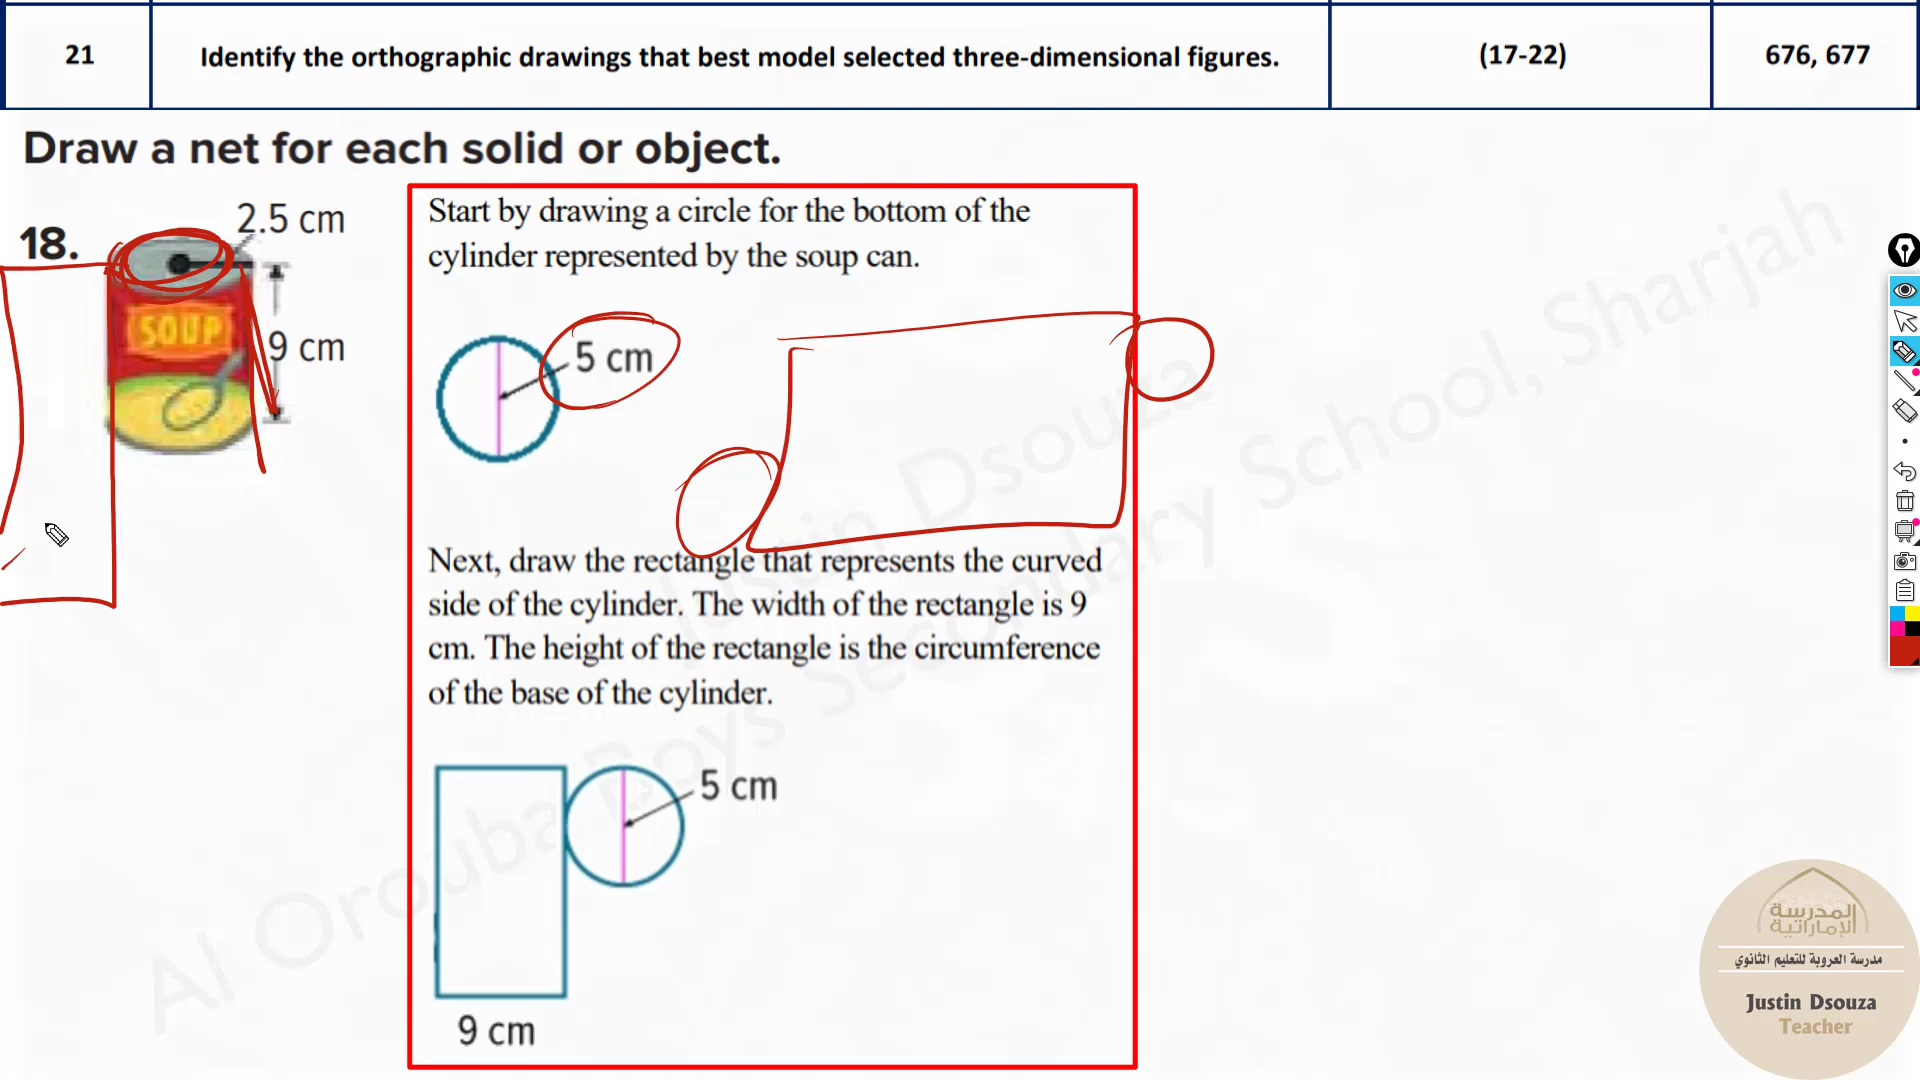 21
Identify the orthographic drawings that best model selected three-dimensional figures.
(17-22)
676, 677
Draw a net for each solid or object.
18.
2.5 cm
SOUP
9 cm
Start by drawing a circle for the bottom of the
cylinder represented by the soup can.
5 cm
Next, draw the rectangle that represents the curved
side of the cylinder. The width of the rectangle is 9
cm. The height of the rectangle is the circumference
of the base of the cylinder.
5 cm
9 cm
Justin Dsouza
Al Orouba Boys Secondary School, Sharjah
المدرسة
الإماراتية
مدرسة العروبة للتعليم الثانوي
Justin Dsouza
Teacher